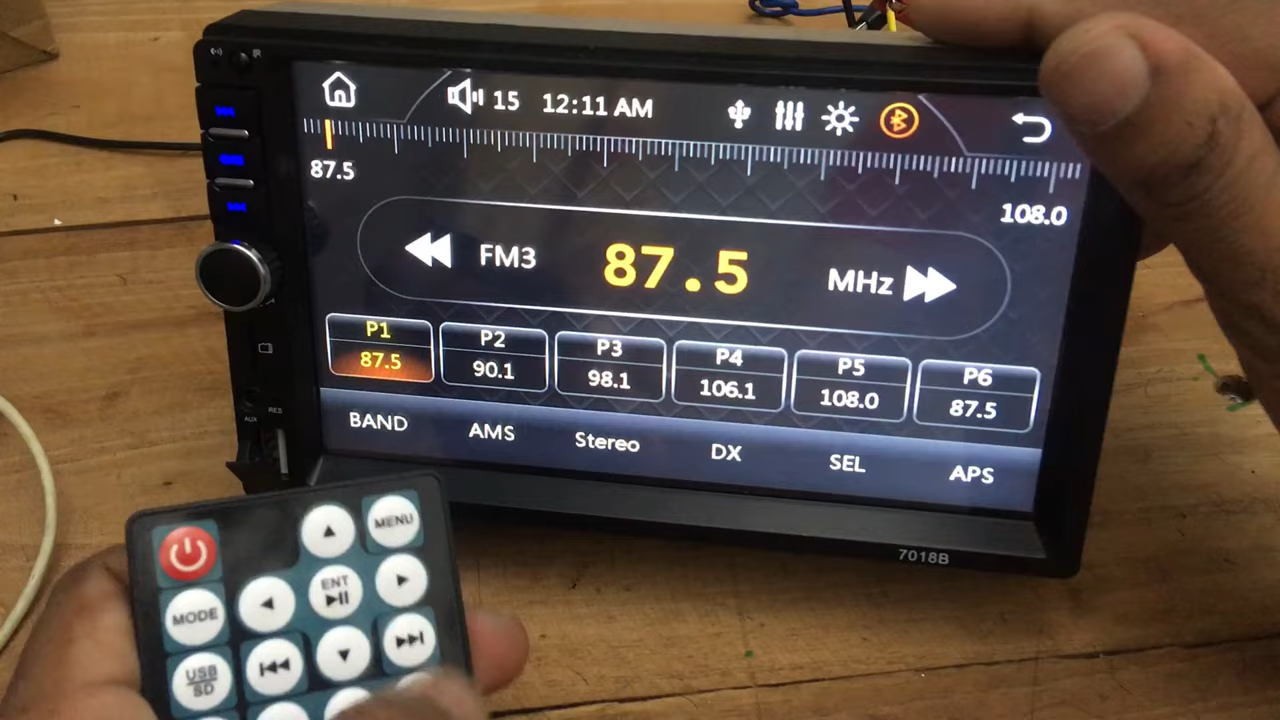 IR
15 12:11 AM
87.5
108.0
FM3 87.5 MHz
P1 P2 P3 P4 P5 P6
87.5 90.1 98.1 106.1 108.0 87.5
BAND AMS Stereo DX SEL APS
AUX RES
7018B
MENU
ENT
MODE
USB
SD